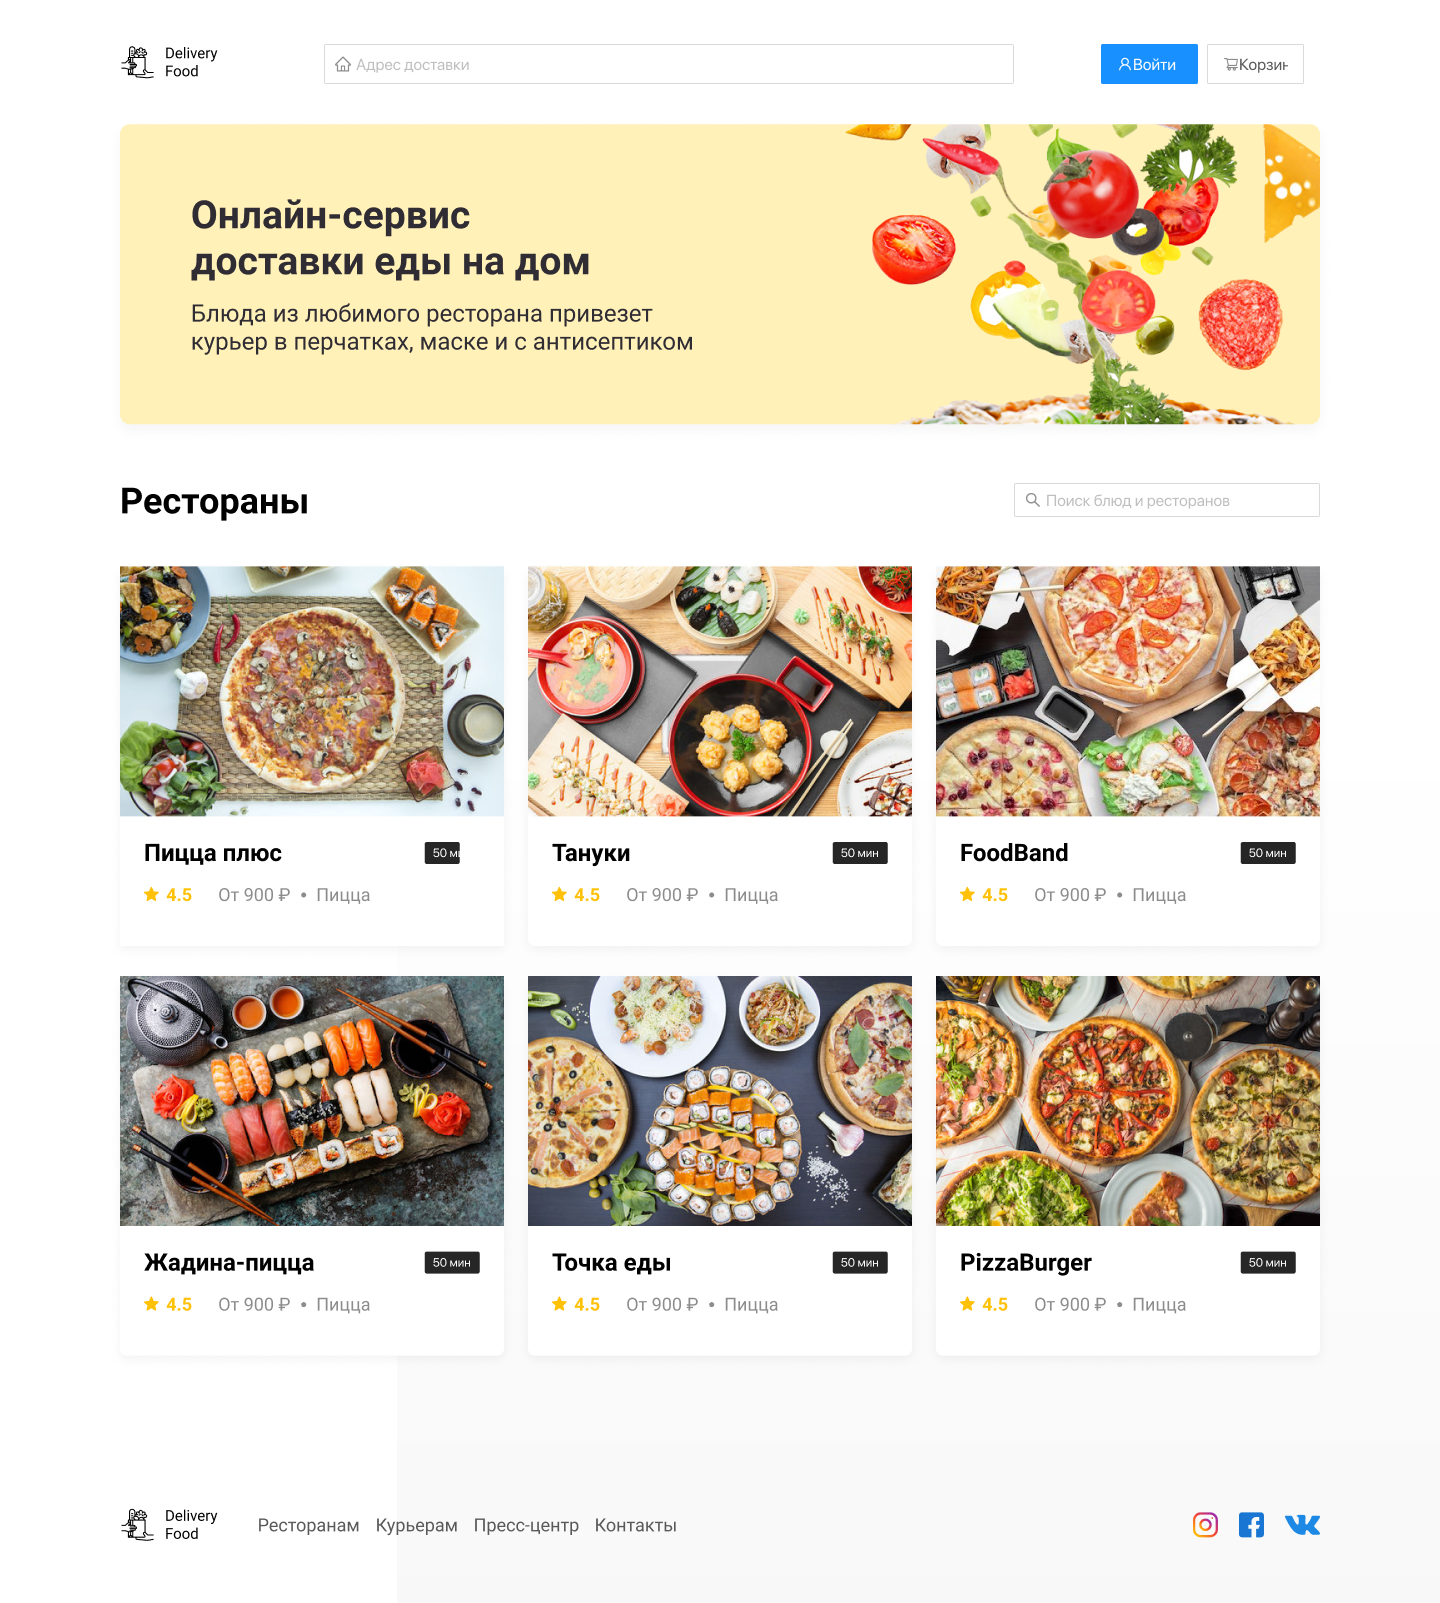 Delivery
Food
Адрес доставки
Войти
Корзин
Онлайн-сервис
доставки еды на дом
Блюда из любимого ресторана привезет
курьер в перчатках, маске и с антисептиком
Рестораны
Поиск блюд и ресторанов
Пицца плюс
50 ми
4.5 От 900 ₽ • Пицца
Тануки
50 мин
4.5 От 900 ₽ • Пицца
FoodBand
50 мин
4.5 От 900 ₽ • Пицца
Жадина-пицца
50 мин
4.5 От 900 ₽ • Пицца
Точка еды
50 мин
4.5 От 900 ₽ • Пицца
PizzaBurger
50 мин
4.5 От 900 ₽ • Пицца
Delivery
Food
Ресторанам Курьерам Пресс-центр Контакты